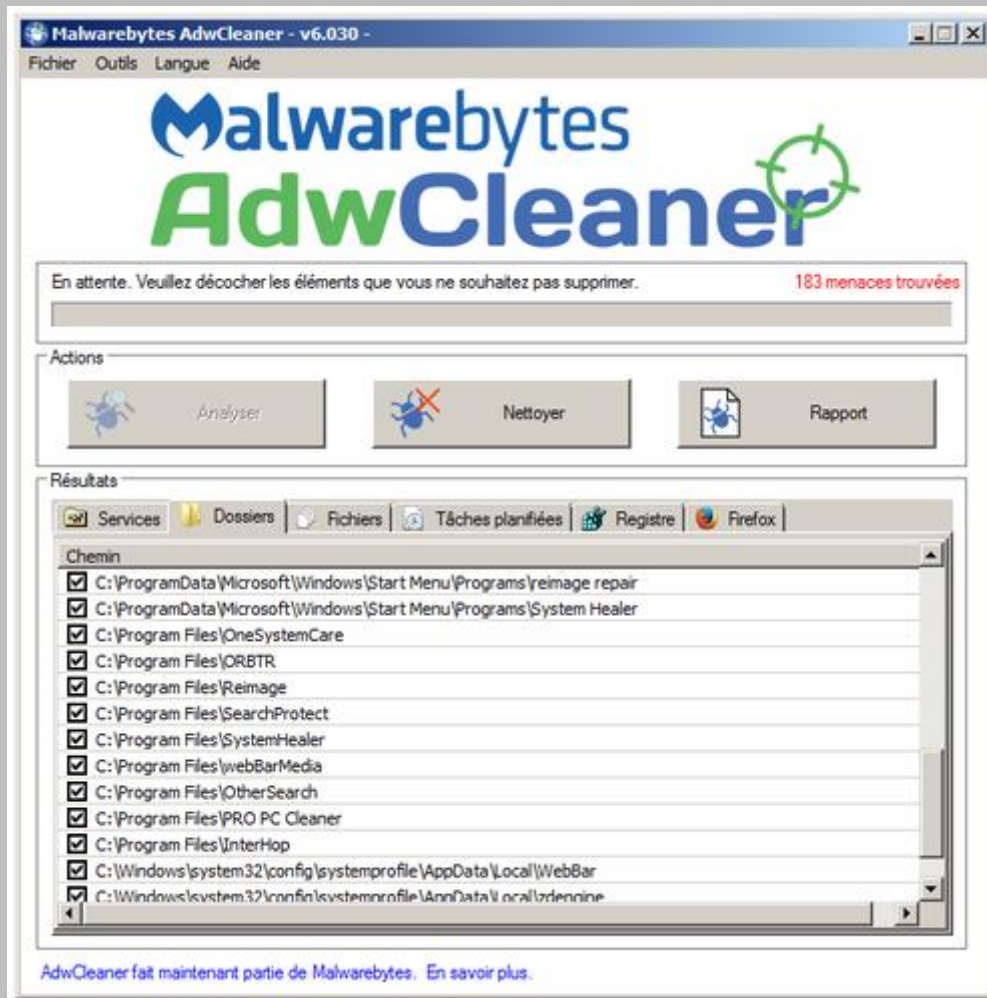 Malwarebytes AdwCleaner - v6.030 -
Fichier Outils Langue Aide
Malwarebytes
AdwCleaner
En attente. Veuillez décocher les éléments que vous ne souhaitez pas supprimer. 183 menaces trouvées
Actions
Analyser Nettoyer Rapport
Résultats
Services Dossiers Fichiers Tâches planifiées Registre Firefox
Chemin
C:\ProgramData\Microsoft\Windows\Start Menu\Programs\reimage repair
C:\ProgramData\Microsoft\Windows\Start Menu\Programs\System Healer
C:\Program Files\OneSystemCare
C:\Program Files\ORBTR
C:\Program Files\Reimage
C:\Program Files\SearchProtect
C:\Program Files\SystemHealer
C:\Program Files\webBarMedia
C:\Program Files\OtherSearch
C:\Program Files\PRO PC Cleaner
C:\Program Files\InterHop
C:\Windows\system32\config\systemprofile\AppData\Local\WebBar
C:\Windows\system32\config\systemprofile\AppData\Local\zdengine
AdwCleaner fait maintenant partie de Malwarebytes. En savoir plus.